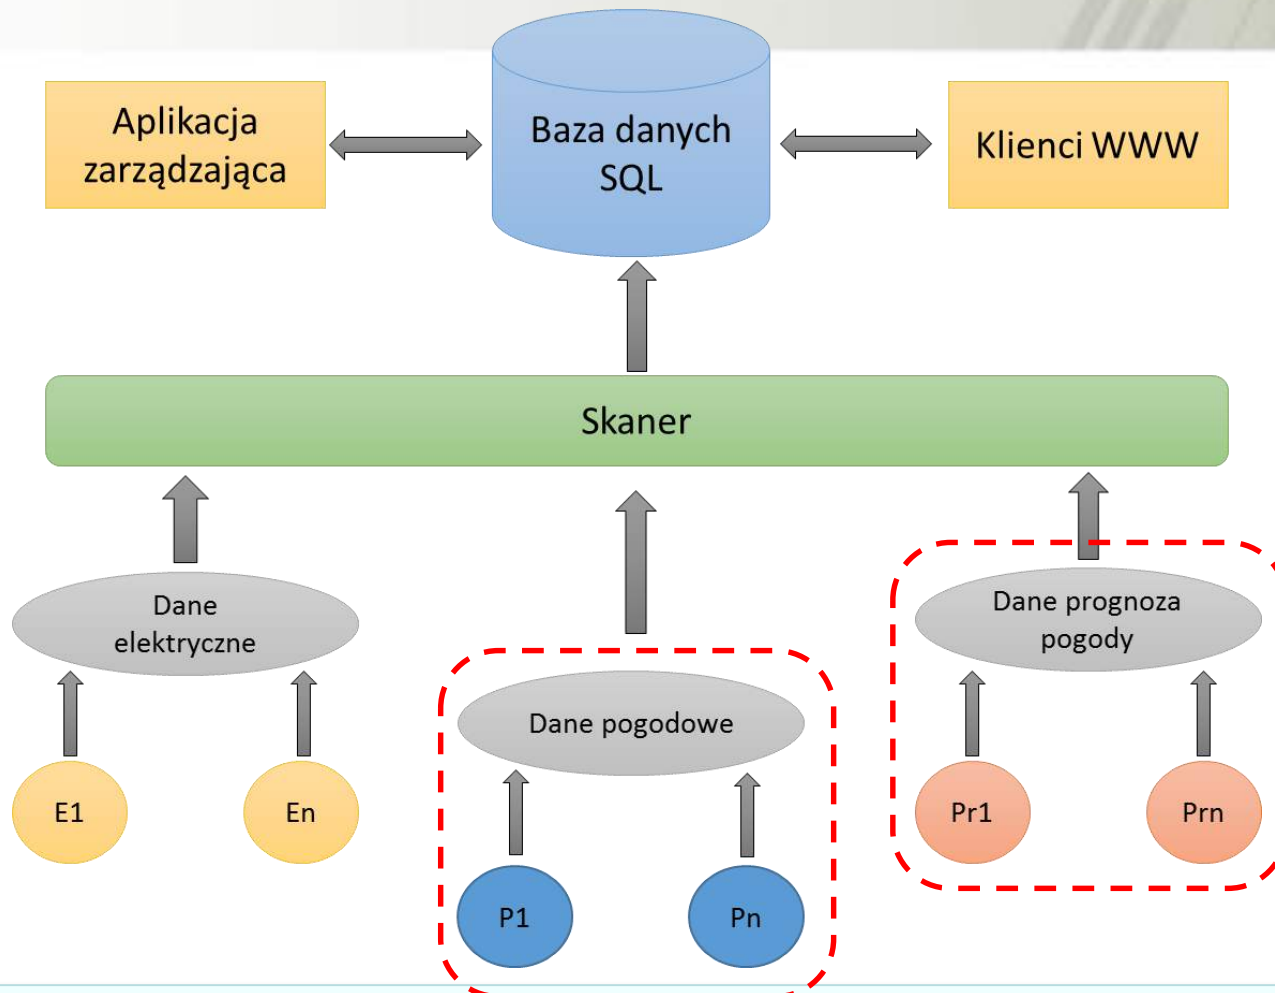 Aplikacja
zarządzająca
Baza danych
SQL
Klienci WWW
Skaner
Dane
elektryczne
Dane pogodowe
Dane prognoza
pogody
E1
En
P1
Pn
Pr1
Prn